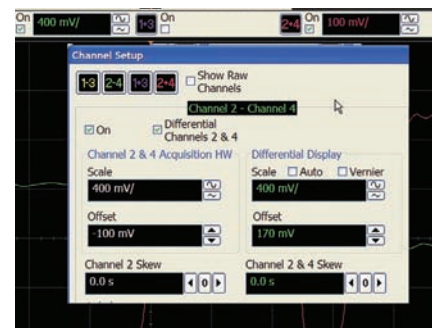 On 400 mV/ 1+3 On 2+4 On 100 mV/
Channel Setup
1-3 2-4 1+3 2+4 Show Raw Channels
Channel 2 - Channel 4
On Differential Channels 2 & 4
Channel 2 & 4 Acquisition HW Differential Display
Scale Scale Auto Vernier
400 mV/ 400 mV/
Offset Offset
-100 mV 170 mV
Channel 2 Skew Channel 2 & 4 Skew
0.0 s 0 0.0 s 0